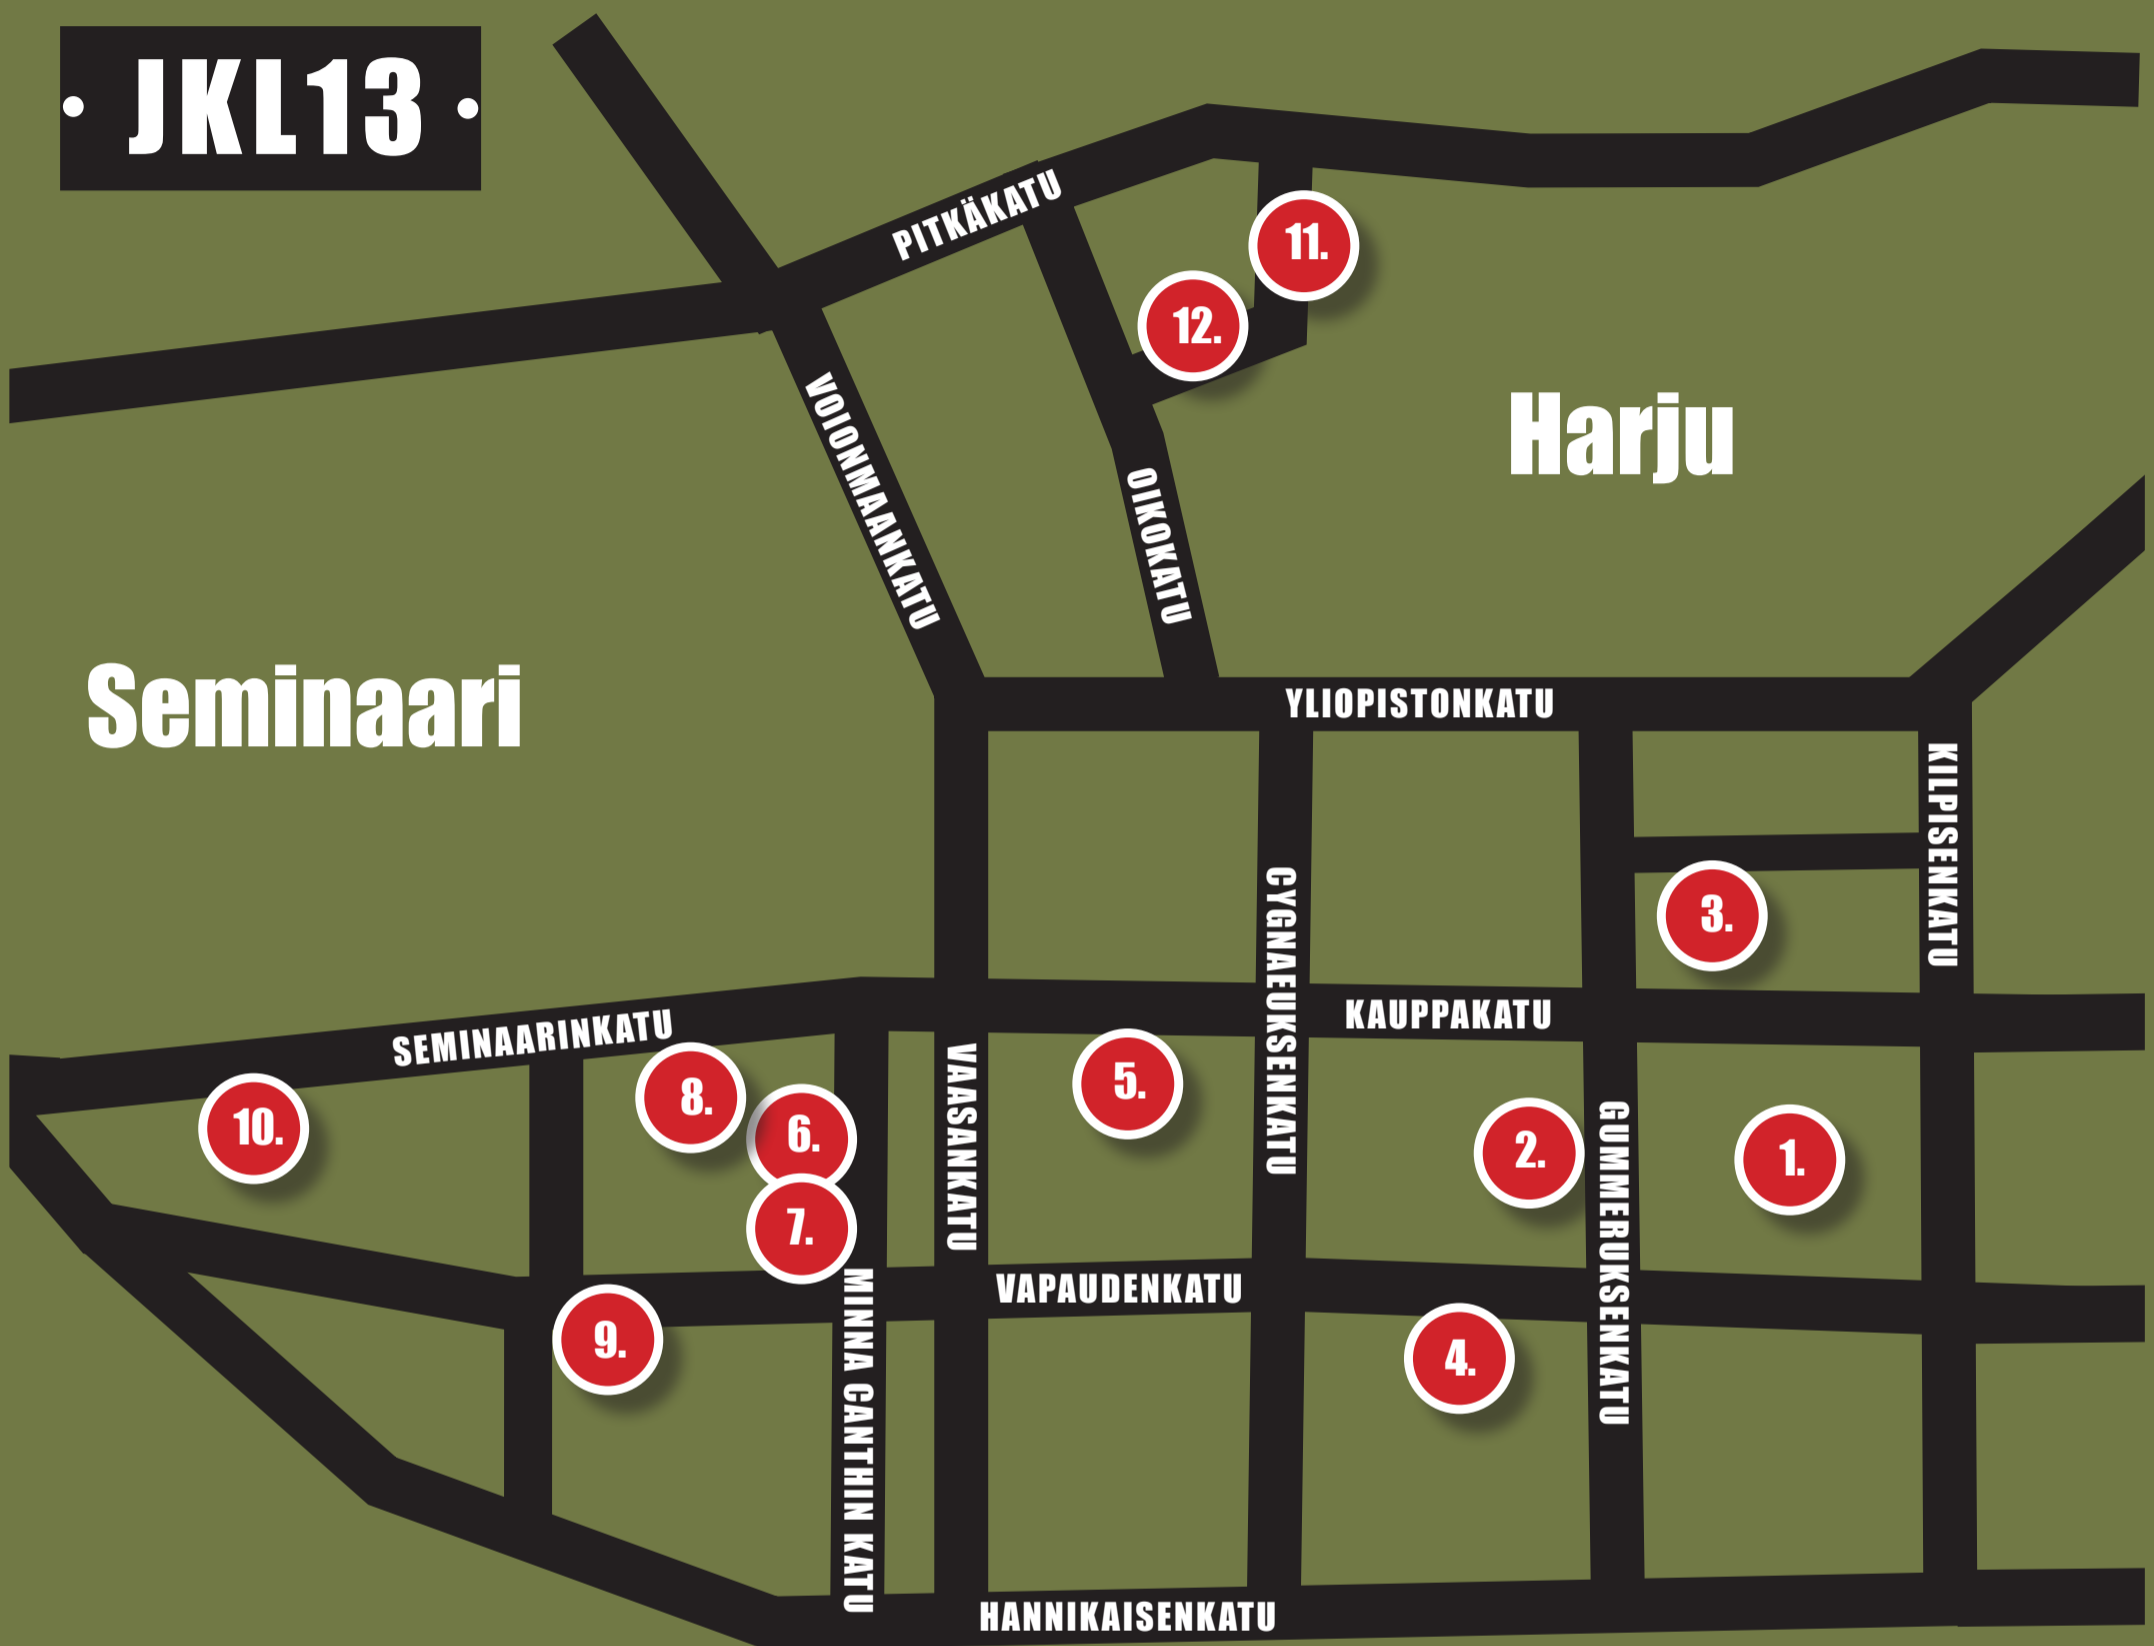 · JKL13 ·
PITKÄKATU
11.
12.
VOIONMAANKATU
Harju
OIKOKATU
Seminaari
YLIOPISTONKATU
KILPISENKATU
CYGNAEUKSENKATU
3.
KAUPPAKATU
SEMINAARINKATU
VAASANKATU
5.
8.
6.
10.
2.
1.
GUMMERUKSENKATU
7.
VAPAUDENKATU
MINNA CANTHIIN KATU
9.
4.
HANNIKAISENKATU